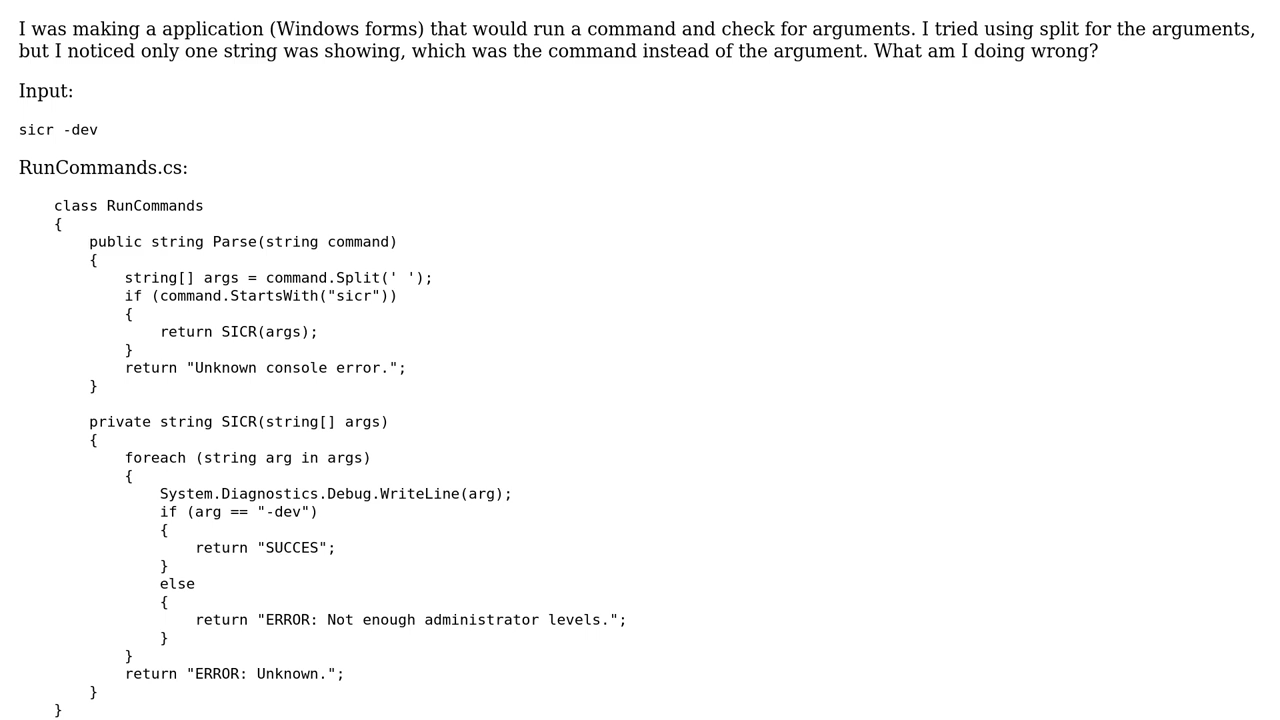 I was making a application (Windows forms) that would run a command and check for arguments. I tried using split for the arguments,
but I noticed only one string was showing, which was the command instead of the argument. What am I doing wrong?
Input:
sicr -dev
RunCommands.cs:
    class RunCommands
    {
        public string Parse(string command)
        {
            string[] args = command.Split(' ');
            if (command.StartsWith("sicr"))
            {
                return SICR(args);
            }
            return "Unknown console error.";
        }

        private string SICR(string[] args)
        {
            foreach (string arg in args)
            {
                System.Diagnostics.Debug.WriteLine(arg);
                if (arg == "-dev")
                {
                    return "SUCCES";
                }
                else
                {
                    return "ERROR: Not enough administrator levels.";
                }
            }
            return "ERROR: Unknown.";
        }
    }